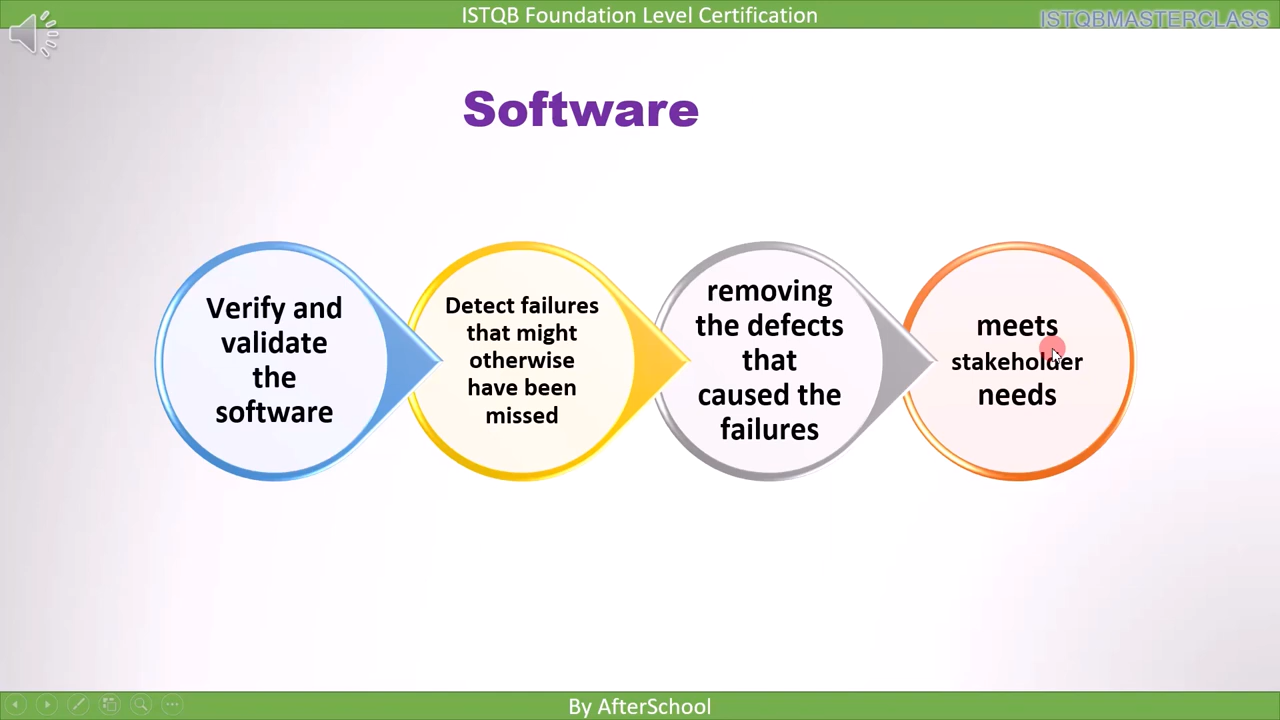 ISTQB Foundation Level Certification
ISTQBMASTERCLASS
Software
Verify and
validate
the
software
Detect failures
that might
otherwise
have been
missed
removing
the defects
that
caused the
failures
meets
stakeholder
needs
By AfterSchool